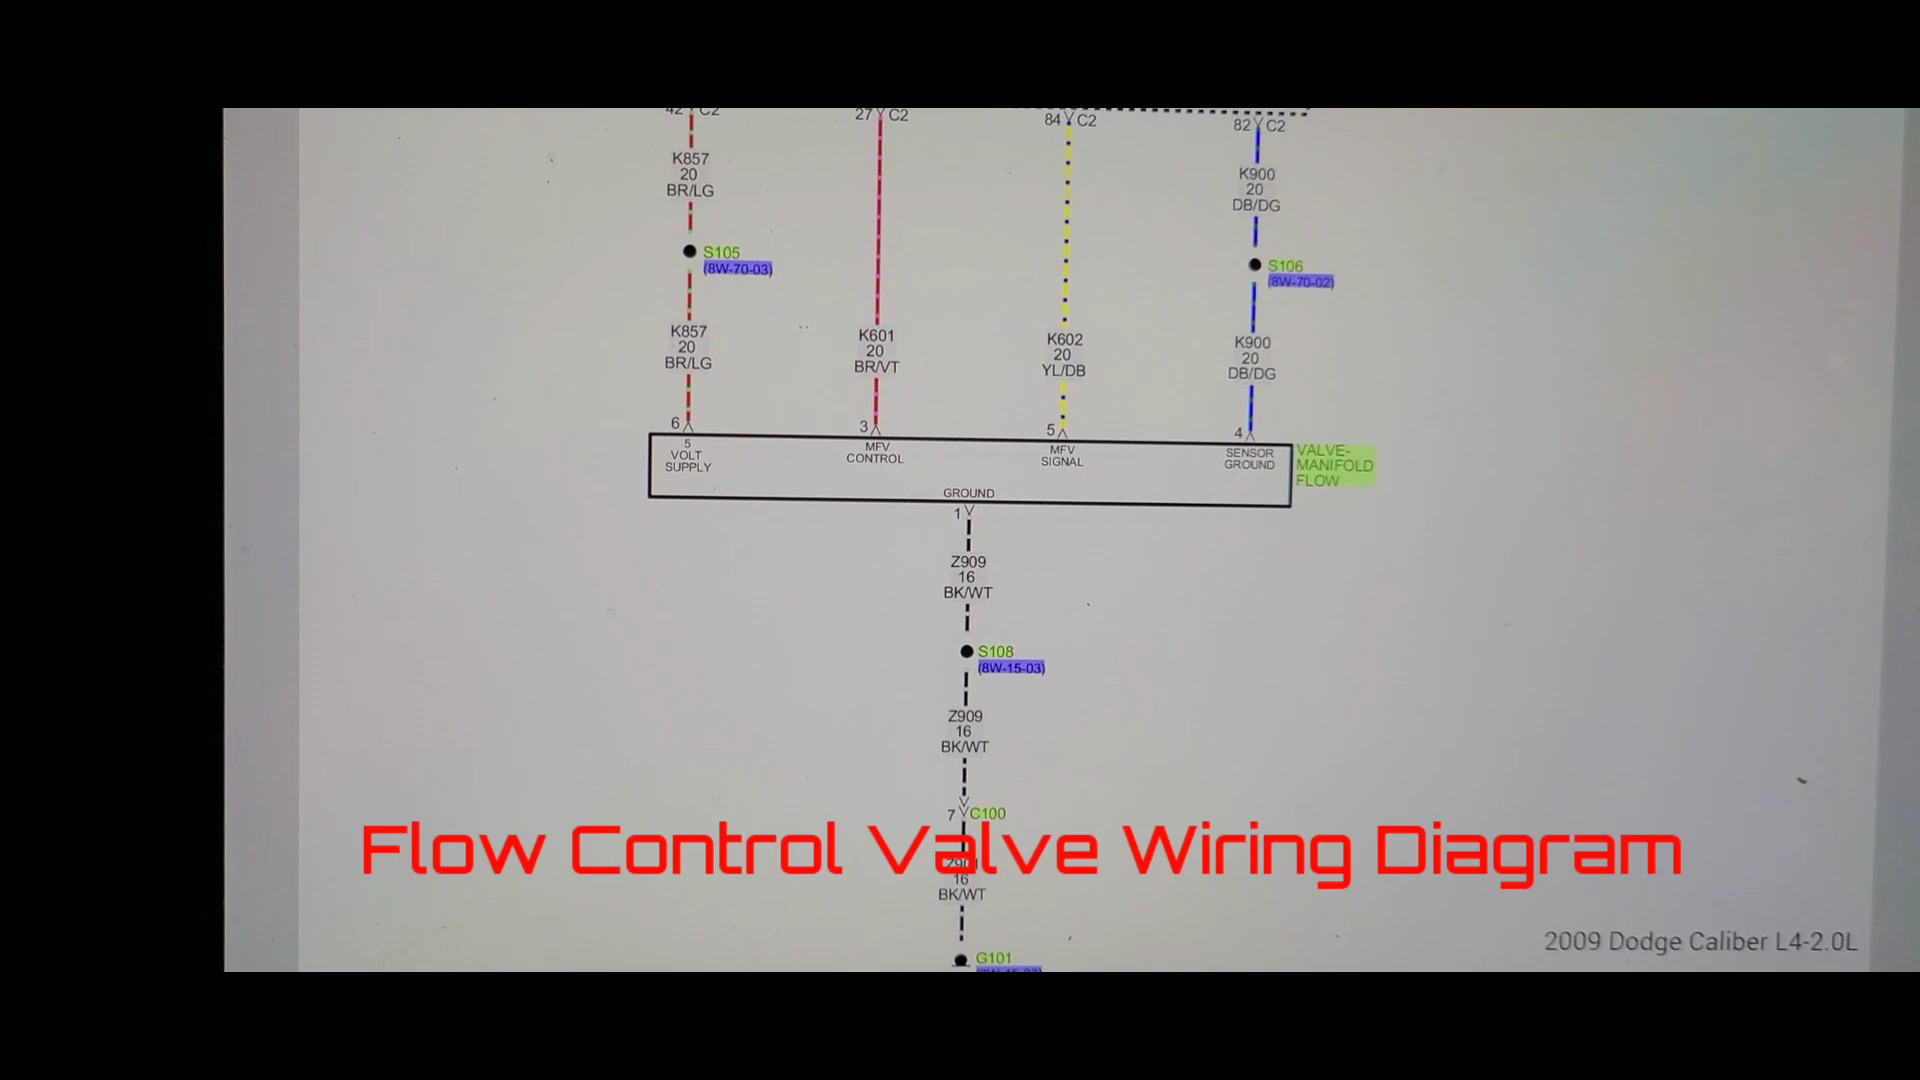 42 C2
27 C2
84 C2
82 C2
K857
20
BR/LG
K900
20
DB/DG
S105
(8W-70-03)
S106
(8W-70-02)
K857
20
BR/LG
K601
20
BR/VT
K602
20
YL/DB
K900
20
DB/DG
6
3
5
4
5
VOLT
SUPPLY
MFV
CONTROL
MFV
SIGNAL
SENSOR
GROUND
VALVE-
MANIFOLD
FLOW
GROUND
1
Z909
16
BK/WT
S108
(8W-15-03)
Z909
16
BK/WT
7 C100
Flow Control Valve Wiring Diagram
16
BK/WT
2009 Dodge Caliber L4-2.0L
G101